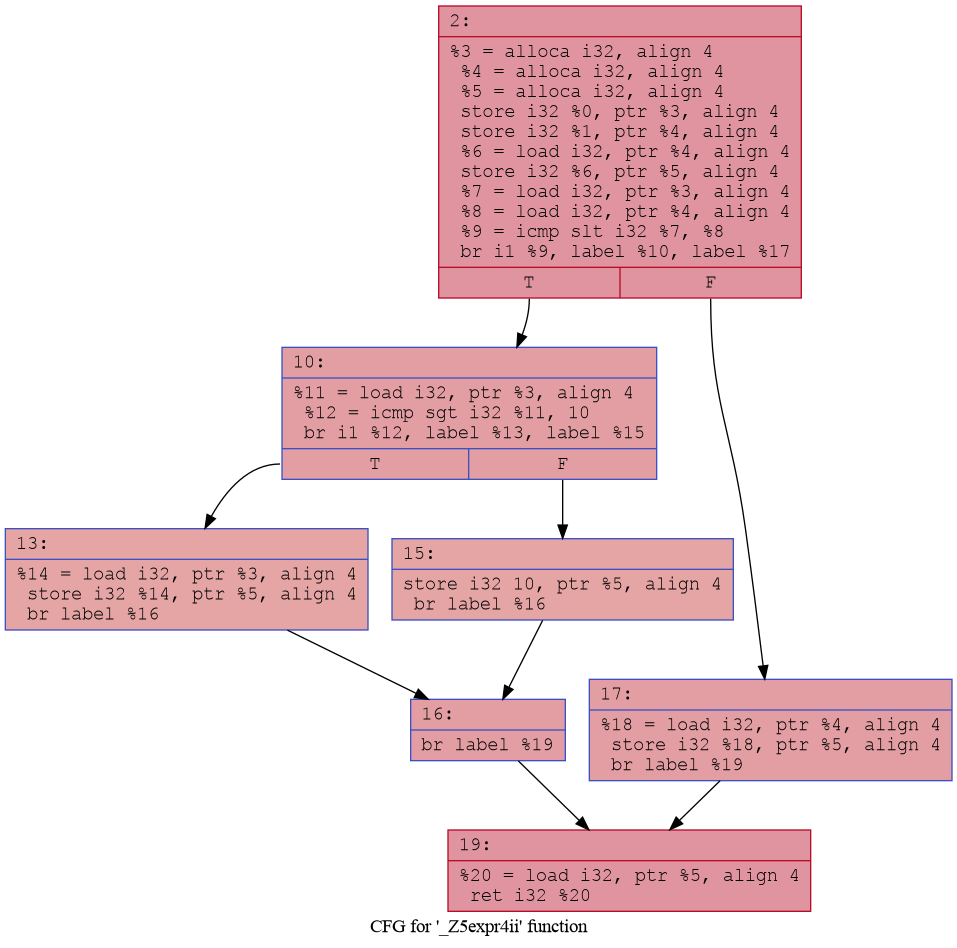 2:
%3 = alloca i32, align 4
%4 = alloca i32, align 4
%5 = alloca i32, align 4
store i32 %0, ptr %3, align 4
store i32 %1, ptr %4, align 4
%6 = load i32, ptr %4, align 4
store i32 %6, ptr %5, align 4
%7 = load i32, ptr %3, align 4
%8 = load i32, ptr %4, align 4
%9 = icmp slt i32 %7, %8
br i1 %9, label %10, label %17
T F
10:
%11 = load i32, ptr %3, align 4
%12 = icmp sgt i32 %11, 10
br i1 %12, label %13, label %15
T F
13:
%14 = load i32, ptr %3, align 4
store i32 %14, ptr %5, align 4
br label %16
15:
store i32 10, ptr %5, align 4
br label %16
16:
br label %19
17:
%18 = load i32, ptr %4, align 4
store i32 %18, ptr %5, align 4
br label %19
19:
%20 = load i32, ptr %5, align 4
ret i32 %20
CFG for '_Z5expr4ii' function